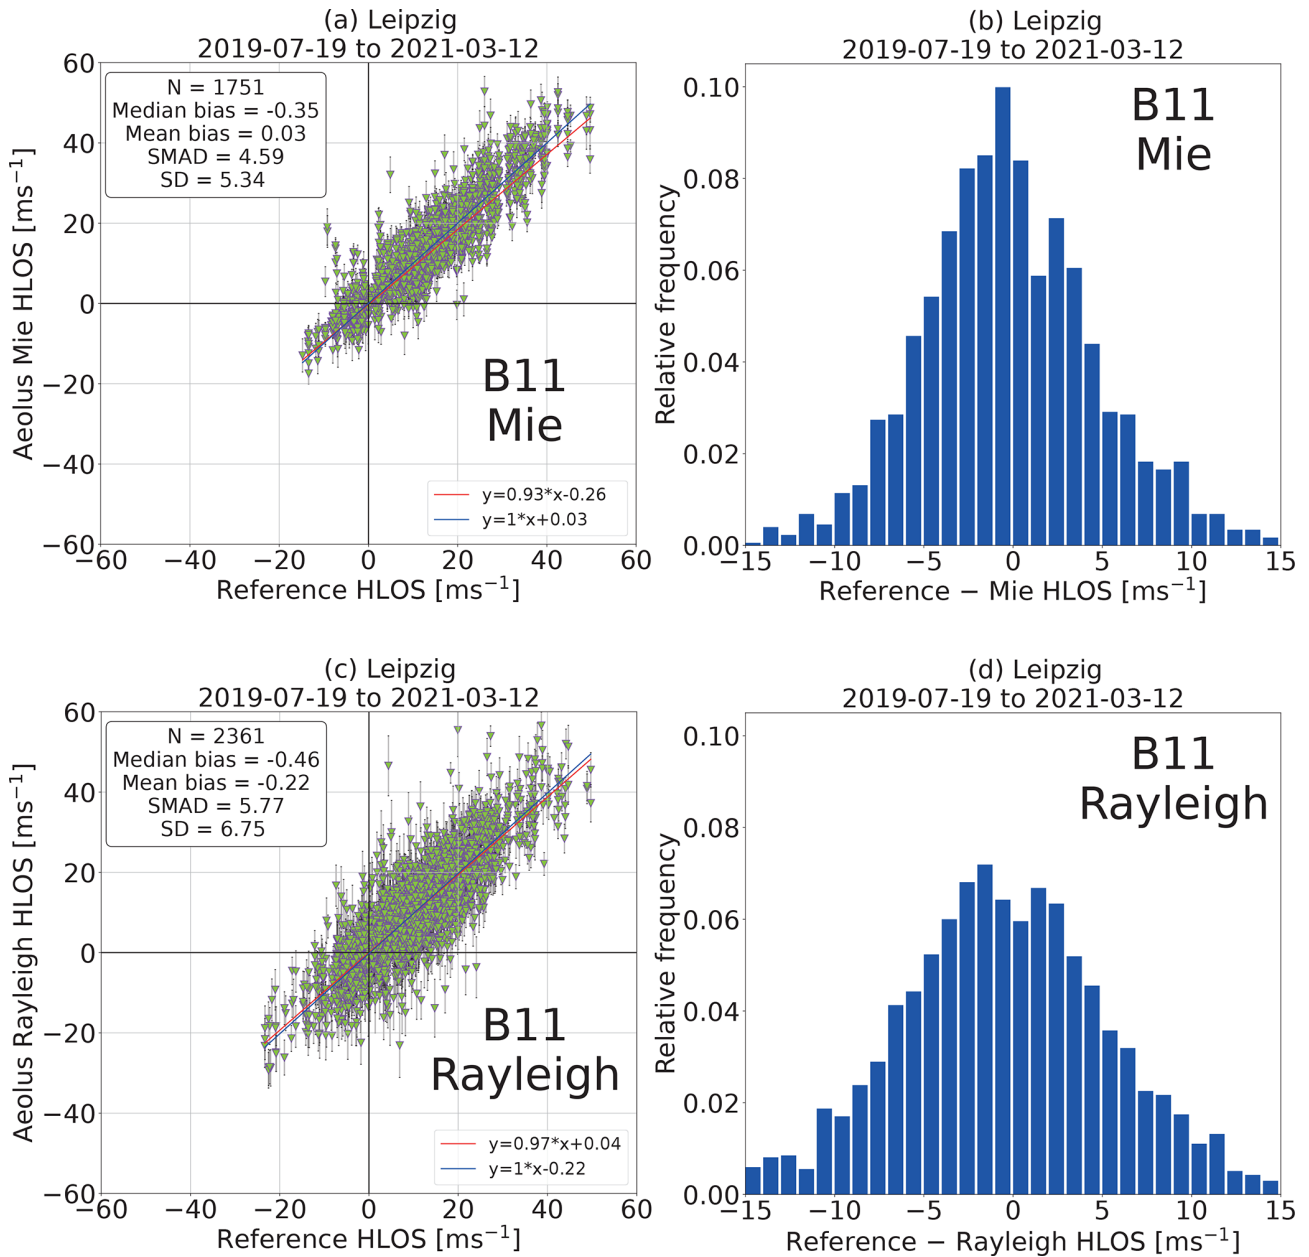 (a) Leipzig
2019-07-19 to 2021-03-12
N = 1751
Median bias = -0.35
Mean bias = 0.03
SMAD = 4.59
SD = 5.34
60
40
20
0
−20
−40
−60
Aeolus Mie HLOS [ms⁻¹]
B11
Mie
y=0.93*x-0.26
y=1*x+0.03
−60 −40 −20 0 20 40 60
Reference HLOS [ms⁻¹]
(b) Leipzig
2019-07-19 to 2021-03-12
B11
Mie
0.10
0.08
0.06
0.04
0.02
0.00
Relative frequency
−15 −10 −5 0 5 10 15
Reference − Mie HLOS [ms⁻¹]
(c) Leipzig
2019-07-19 to 2021-03-12
N = 2361
Median bias = -0.46
Mean bias = -0.22
SMAD = 5.77
SD = 6.75
60
40
20
0
−20
−40
−60
Aeolus Rayleigh HLOS [ms⁻¹]
B11
Rayleigh
y=0.97*x+0.04
y=1*x-0.22
−60 −40 −20 0 20 40 60
Reference HLOS [ms⁻¹]
(d) Leipzig
2019-07-19 to 2021-03-12
B11
Rayleigh
0.10
0.08
0.06
0.04
0.02
0.00
Relative frequency
−15 −10 −5 0 5 10 15
Reference − Rayleigh HLOS [ms⁻¹]